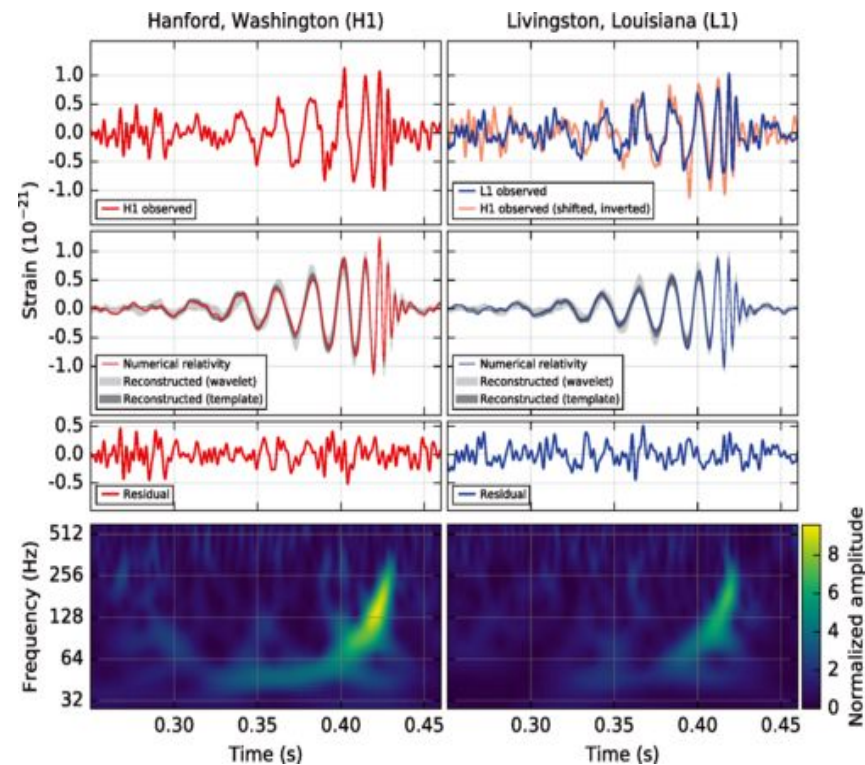 Hanford, Washington (H1)
Livingston, Louisiana (L1)
Strain (10⁻²¹)
1.0
0.5
0.0
-0.5
-1.0
H1 observed
L1 observed
H1 observed (shifted, inverted)
1.0
0.5
0.0
-0.5
-1.0
Numerical relativity
Reconstructed (wavelet)
Reconstructed (template)
Numerical relativity
Reconstructed (wavelet)
Reconstructed (template)
0.5
0.0
-0.5
Residual
Residual
Frequency (Hz)
512
256
128
64
32
Normalized amplitude
8
6
4
2
0
0.30 0.35 0.40 0.45
0.30 0.35 0.40 0.45
Time (s)
Time (s)